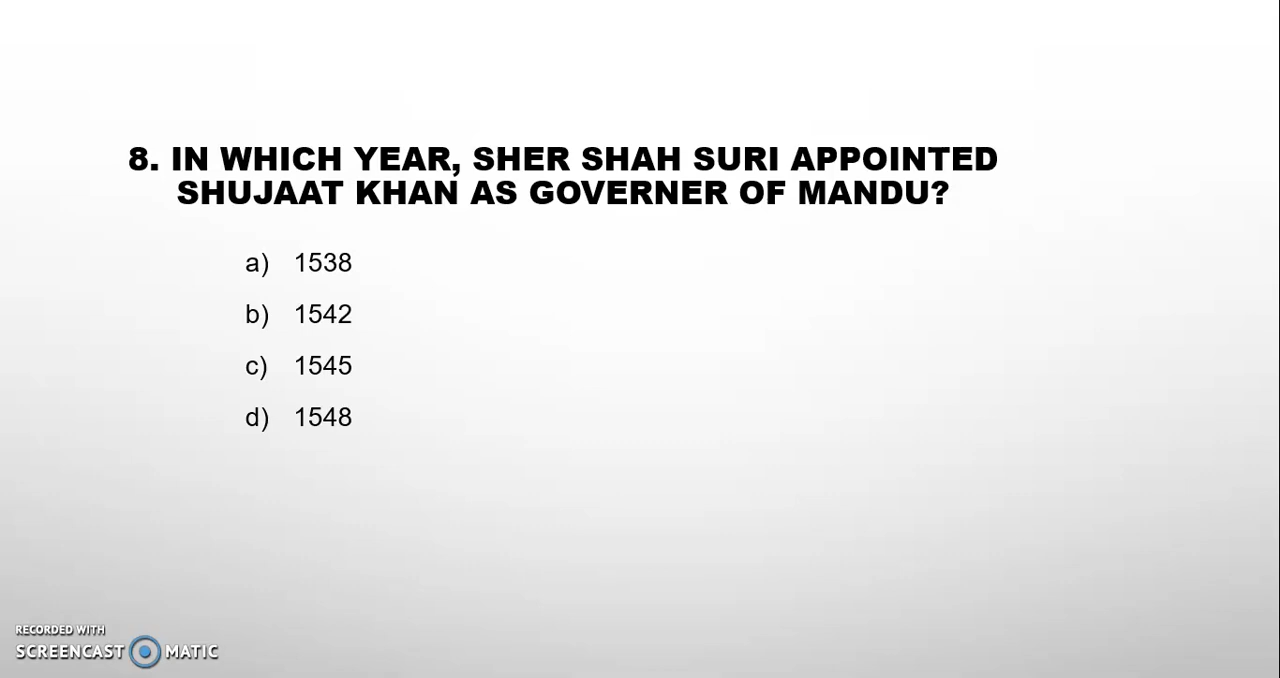 8. IN WHICH YEAR, SHER SHAH SURI APPOINTED
SHUJAAT KHAN AS GOVERNER OF MANDU?
a) 1538
b) 1542
c) 1545
d) 1548
RECORDED WITH
SCREENCAST MATIC